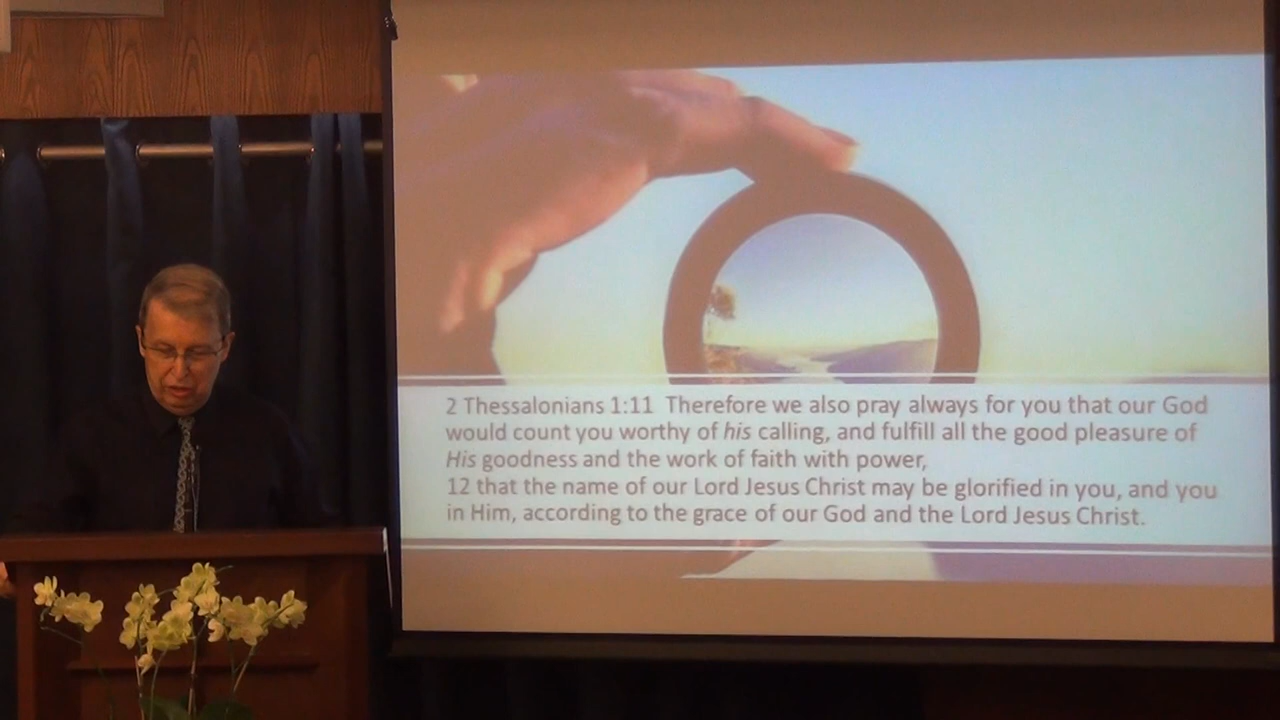 2 Thessalonians 1:11  Therefore we also pray always for you that our God
would count you worthy of his calling, and fulfill all the good pleasure of
His goodness and the work of faith with power,
12 that the name of our Lord Jesus Christ may be glorified in you, and you
in Him, according to the grace of our God and the Lord Jesus Christ.